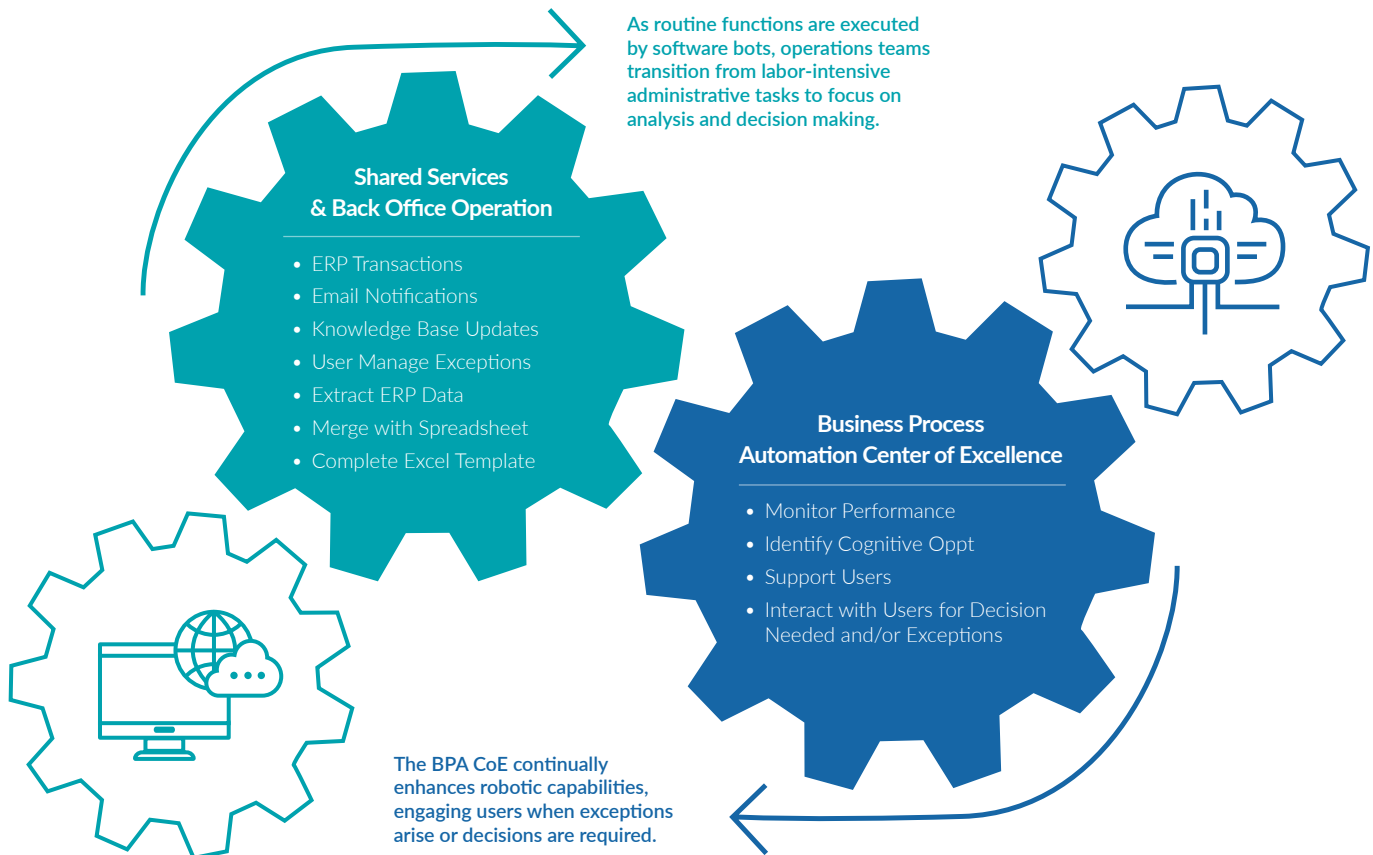 As routine functions are executed
by software bots, operations teams
transition from labor-intensive
administrative tasks to focus on
analysis and decision making.
Shared Services
& Back Office Operation
• ERP Transactions
• Email Notifications
• Knowledge Base Updates
• User Manage Exceptions
• Extract ERP Data
• Merge with Spreadsheet
• Complete Excel Template
Business Process
Automation Center of Excellence
• Monitor Performance
• Identify Cognitive Oppt
• Support Users
• Interact with Users for Decision
Needed and/or Exceptions
The BPA CoE continually
enhances robotic capabilities,
engaging users when exceptions
arise or decisions are required.